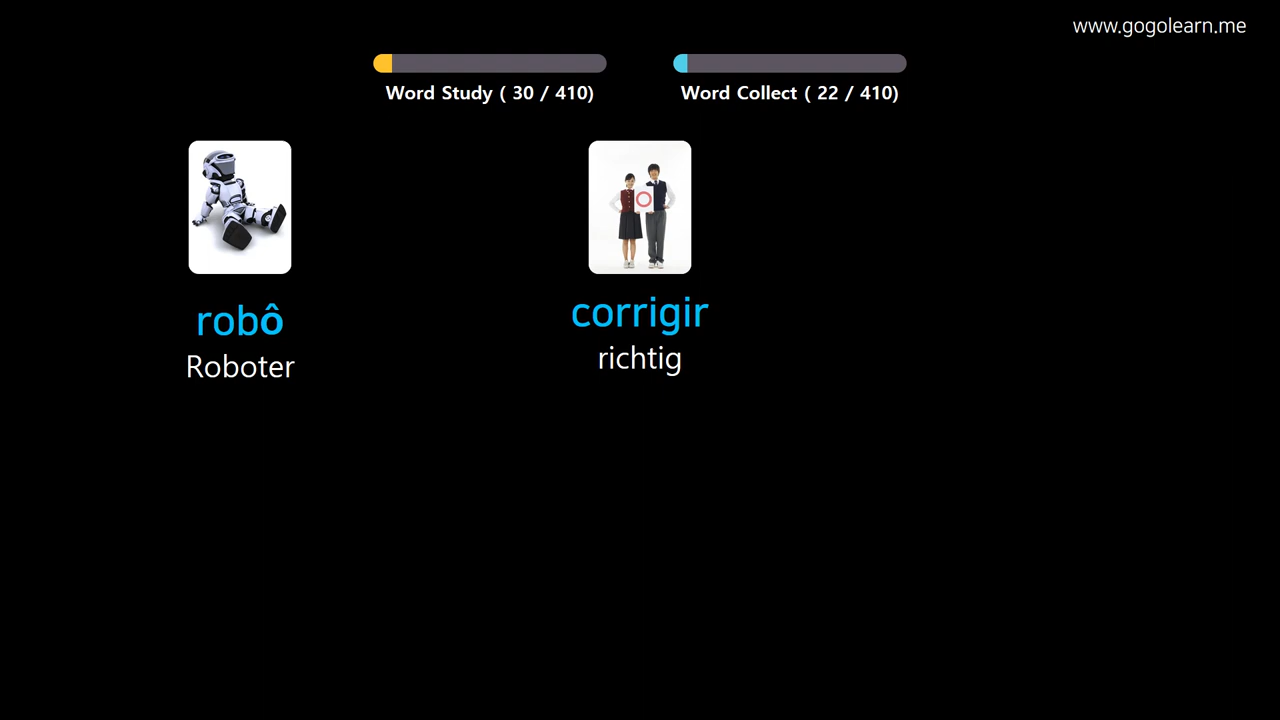 www.gogolearn.me
Word Study ( 30 / 410)
Word Collect ( 22 / 410)
robô
Roboter
corrigir
richtig